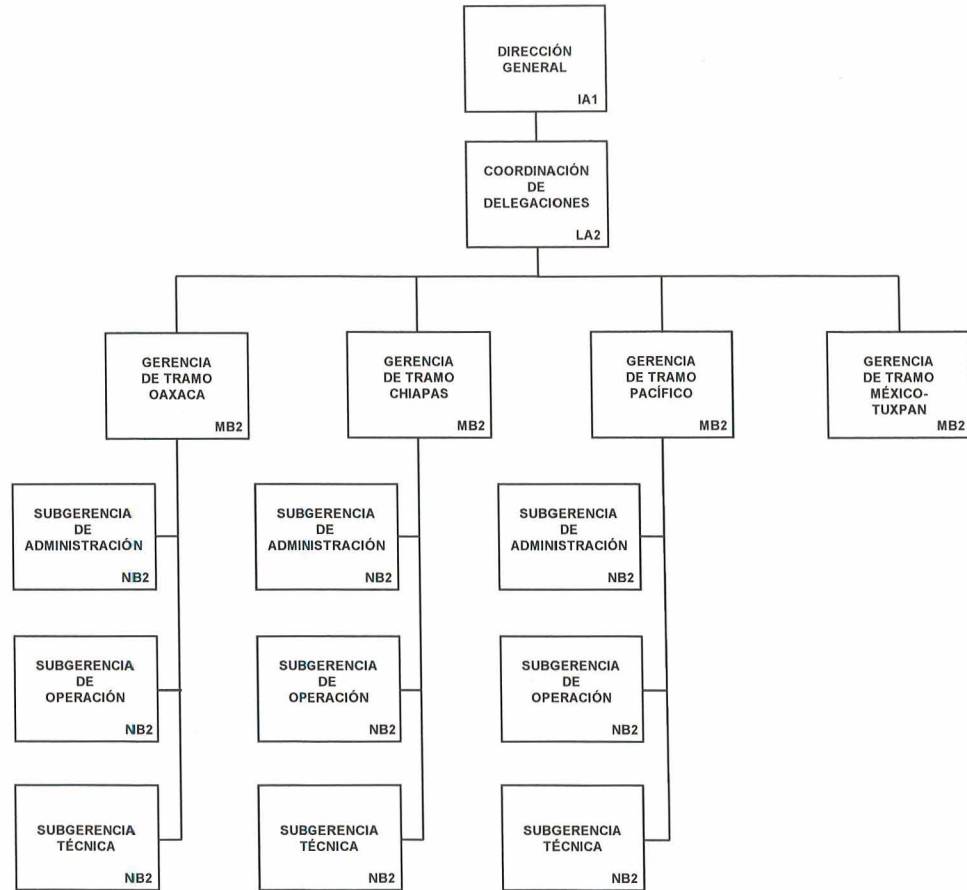 DIRECCIÓN
GENERAL
IA1
COORDINACIÓN
DE
DELEGACIONES
LA2
GERENCIA
DE TRAMO
OAXACA
MB2
GERENCIA
DE TRAMO
CHIAPAS
MB2
GERENCIA
DE TRAMO
PACÍFICO
MB2
GERENCIA
DE TRAMO
MÉXICO-
TUXPAN
MB2
SUBGERENCIA
DE
ADMINISTRACIÓN
NB2
SUBGERENCIA
DE
ADMINISTRACIÓN
NB2
SUBGERENCIA
DE
ADMINISTRACIÓN
NB2
SUBGERENCIA
DE
OPERACIÓN
NB2
SUBGERENCIA
DE
OPERACIÓN
NB2
SUBGERENCIA
DE
OPERACIÓN
NB2
SUBGERENCIA
TÉCNICA
NB2
SUBGERENCIA
TÉCNICA
NB2
SUBGERENCIA
TÉCNICA
NB2